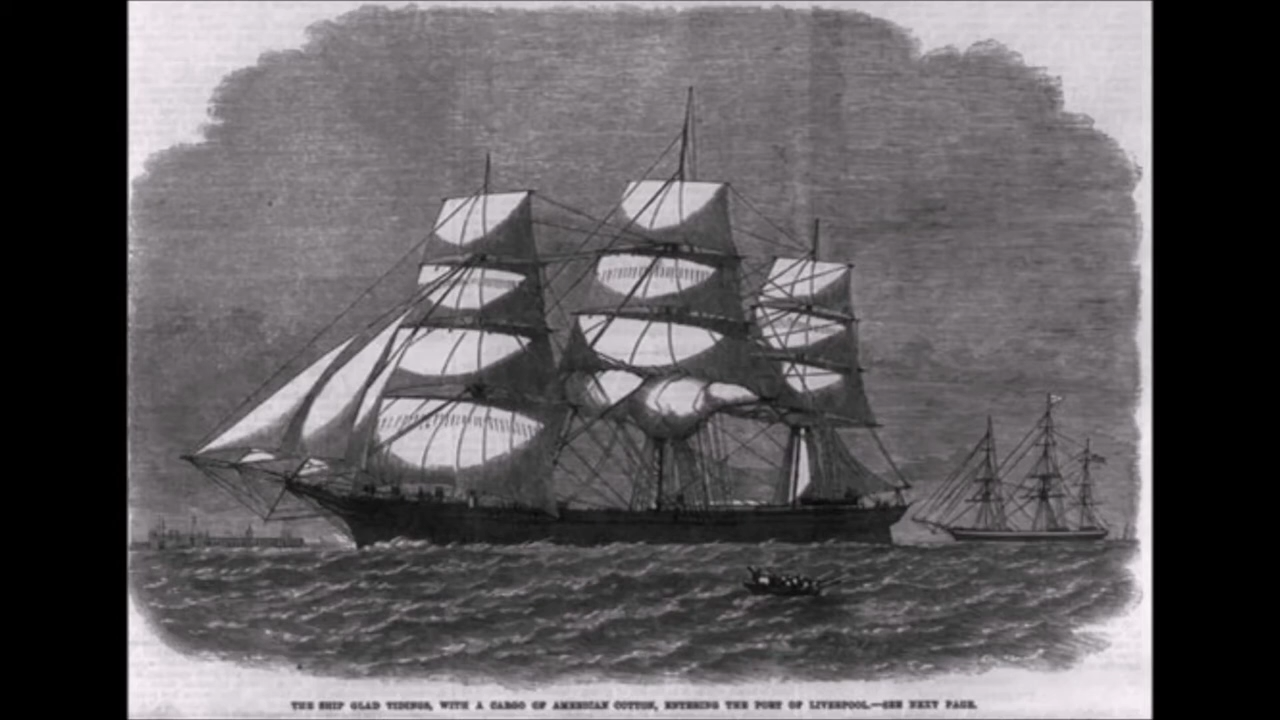 THE SHIP GLAD TIDINGS, WITH A CARGO OF AMERICAN COTTON, ENTERING THE PORT OF LIVERPOOL.—SEE NEXT PAGE.